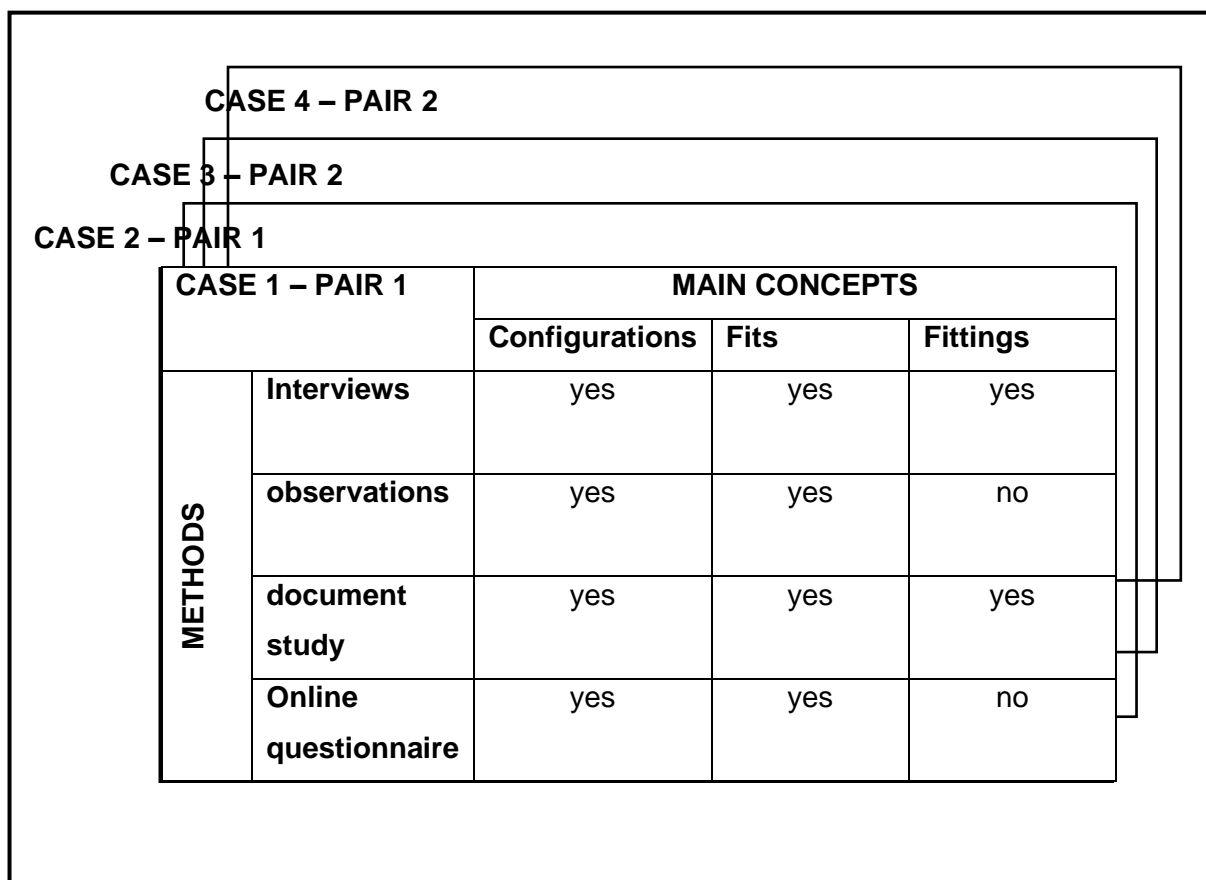 CASE 4 – PAIR 2
CASE 3 – PAIR 2
CASE 2 – PAIR 1
CASE 1 – PAIR 1
MAIN CONCEPTS
Configurations
Fits
Fittings
METHODS
Interviews
yes
yes
yes
observations
yes
yes
no
document
study
yes
yes
yes
Online
questionnaire
yes
yes
no